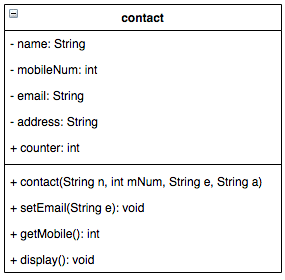 contact
- name: String
- mobileNum: int
- email: String
- address: String
+ counter: int
+ contact(String n, int mNum, String e, String a)
+ setEmail(String e): void
+ getMobile(): int
+ display(): void